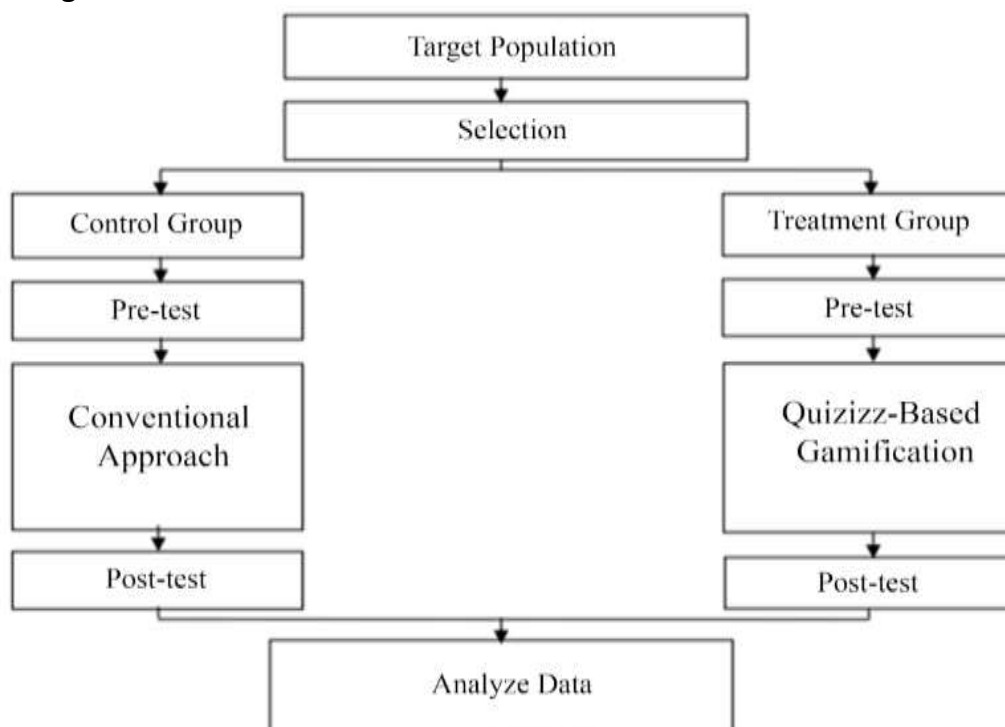 Target Population
Selection
Control Group
Treatment Group
Pre-test
Pre-test
Conventional
Approach
Quizizz-Based
Gamification
Post-test
Post-test
Analyze Data